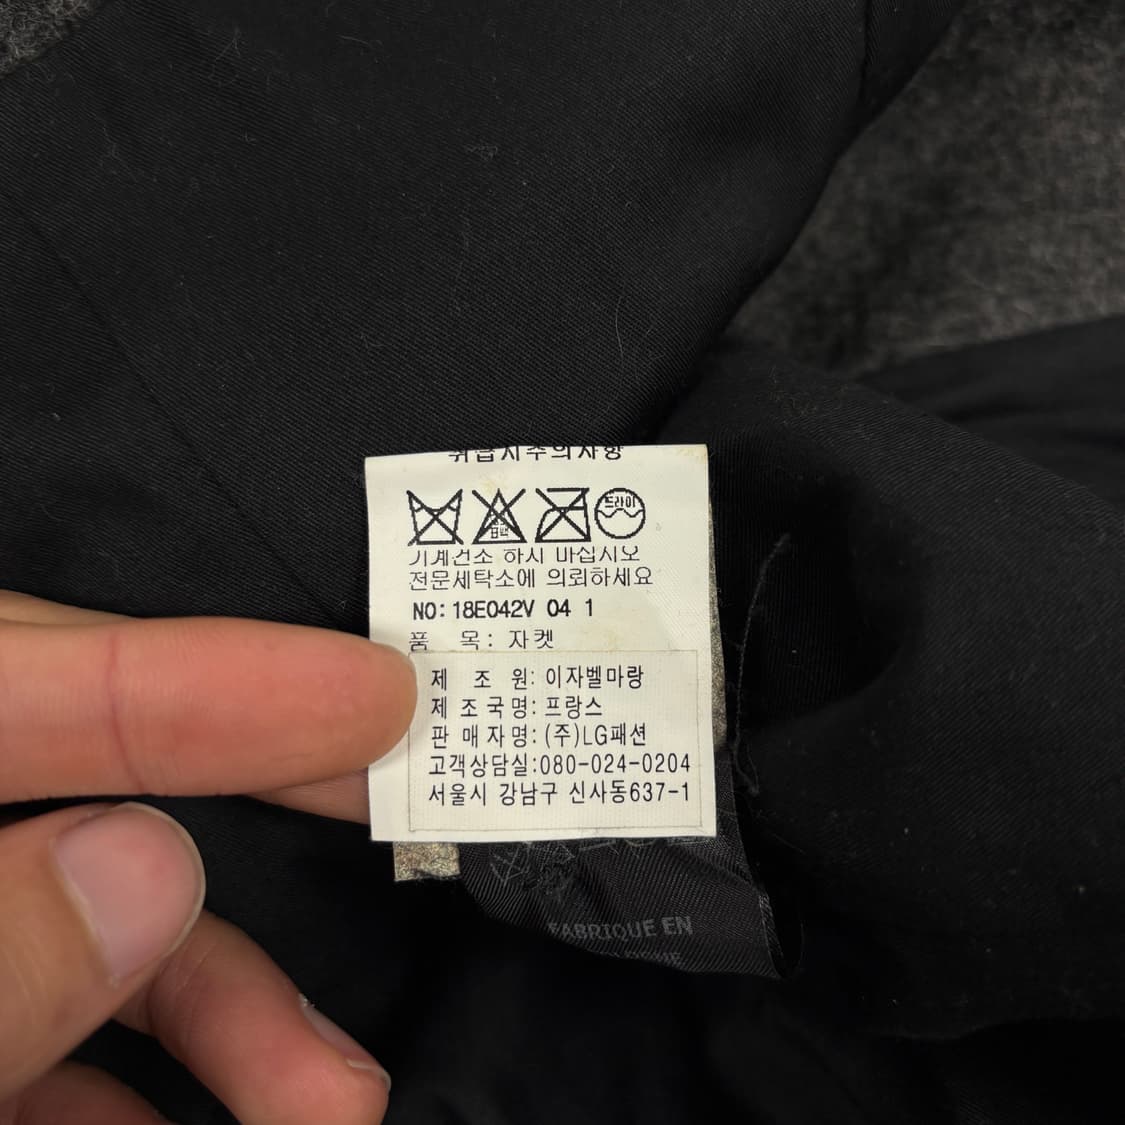 취급시주의사항
드라이
표백
기계건조 하지 마십시오
전문세탁소에 의뢰하세요
NO: 18E042V 04 1
품 목: 자켓
제 조 원: 이자벨마랑
제 조 국 명: 프랑스
판 매 자 명: (주)LG패션
고객상담실:080-024-0204
서울시 강남구 신사동637-1
FABRIQUE EN